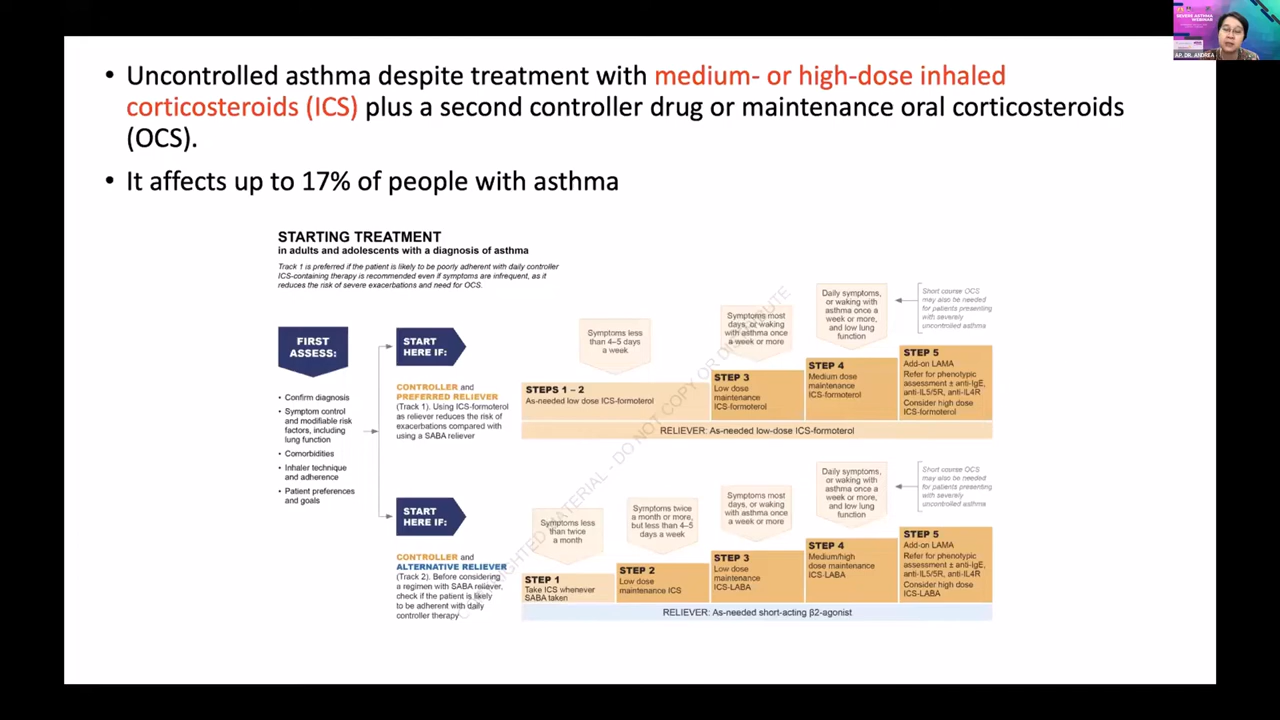 SEVERE ASTHMA
WEBINAR
AP. DR. ANDREA
• Uncontrolled asthma despite treatment with medium- or high-dose inhaled
corticosteroids (ICS) plus a second controller drug or maintenance oral corticosteroids
(OCS).
• It affects up to 17% of people with asthma
STARTING TREATMENT
in adults and adolescents with a diagnosis of asthma
Track 1 is preferred if the patient is likely to be poorly adherent with daily controller
ICS-containing therapy is recommended even if symptoms are infrequent, as it
reduces the risk of severe exacerbations and need for OCS.
FIRST
ASSESS:
• Confirm diagnosis
• Symptom control
and modifiable risk
factors, including
lung function
• Comorbidities
• Inhaler technique
and adherence
• Patient preferences
and goals
START
HERE IF:
CONTROLLER and
PREFERRED RELIEVER
(Track 1). Using ICS-formoterol
as reliever reduces the risk of
exacerbations compared with
using a SABA reliever
Symptoms less
than 4–5 days
a week
Symptoms most
days, or waking
with asthma once
a week or more
Daily symptoms,
or waking with
asthma once a
week or more,
and low lung
function
Short course OCS
may also be needed
for patients presenting
with severely
uncontrolled asthma
STEPS 1 – 2
As-needed low dose ICS-formoterol
STEP 3
Low dose
maintenance
ICS-formoterol
STEP 4
Medium dose
maintenance
ICS-formoterol
STEP 5
Add-on LAMA
Refer for phenotypic
assessment ± anti-IgE,
anti-IL5/5R, anti-IL4R
Consider high dose
ICS-formoterol
RELIEVER: As-needed low-dose ICS-formoterol
START
HERE IF:
CONTROLLER and
ALTERNATIVE RELIEVER
(Track 2). Before considering
a regimen with SABA reliever,
check if the patient is likely
to be adherent with daily
controller therapy
Symptoms less
than twice
a month
Symptoms twice
a month or more,
but less than 4–5
days a week
Symptoms most
days, or waking
with asthma once
a week or more
Daily symptoms,
or waking with
asthma once a
week or more,
and low lung
function
Short course OCS
may also be needed
for patients presenting
with severely
uncontrolled asthma
STEP 1
Take ICS whenever
SABA taken
STEP 2
Low dose
maintenance ICS
STEP 3
Low dose
maintenance
ICS-LABA
STEP 4
Medium/high
dose maintenance
ICS-LABA
STEP 5
Add-on LAMA
Refer for phenotypic
assessment ± anti-IgE,
anti-IL5/5R, anti-IL4R
Consider high dose
ICS-LABA
RELIEVER: As-needed short-acting β2-agonist
COPYRIGHTED MATERIAL - DO NOT COPY OR DISTRIBUTE